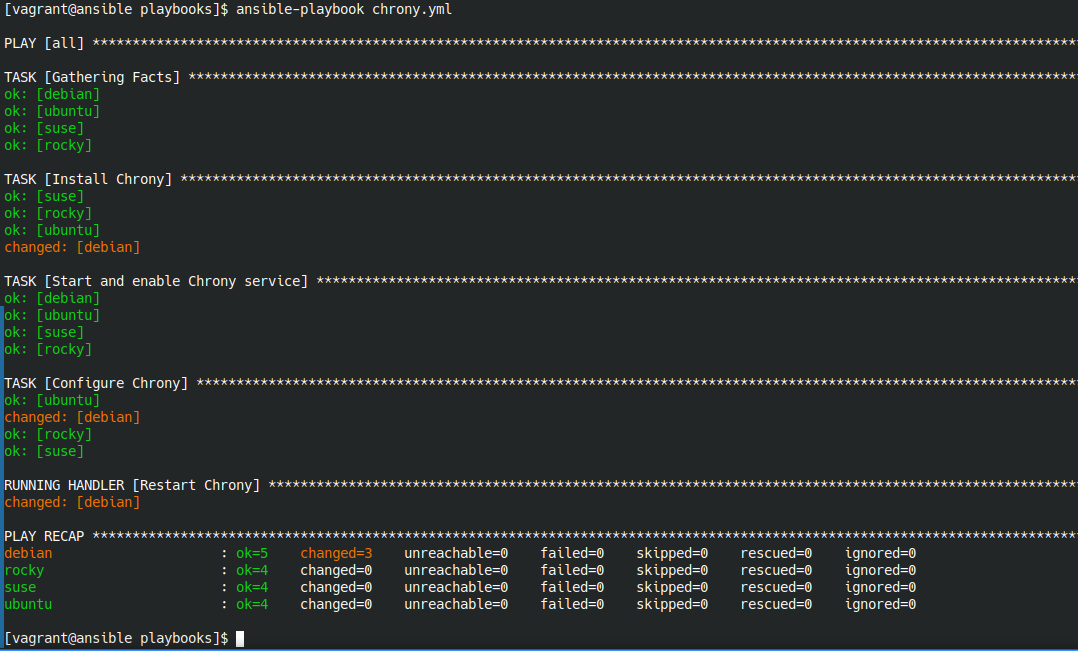 [vagrant@ansible playbooks]$ ansible-playbook chrony.yml
PLAY [all] ***************************************************************************************************************************
TASK [Gathering Facts] ***************************************************************************************************************
ok: [debian]
ok: [ubuntu]
ok: [suse]
ok: [rocky]
TASK [Install Chrony] ****************************************************************************************************************
ok: [suse]
ok: [rocky]
ok: [ubuntu]
changed: [debian]
TASK [Start and enable Chrony service] ***********************************************************************************************
ok: [debian]
ok: [ubuntu]
ok: [suse]
ok: [rocky]
TASK [Configure Chrony] **************************************************************************************************************
ok: [ubuntu]
changed: [debian]
ok: [rocky]
ok: [suse]
RUNNING HANDLER [Restart Chrony] *****************************************************************************************************
changed: [debian]
PLAY RECAP ***************************************************************************************************************************
debian                     : ok=5    changed=3    unreachable=0    failed=0    skipped=0    rescued=0    ignored=0
rocky                      : ok=4    changed=0    unreachable=0    failed=0    skipped=0    rescued=0    ignored=0
suse                       : ok=4    changed=0    unreachable=0    failed=0    skipped=0    rescued=0    ignored=0
ubuntu                     : ok=4    changed=0    unreachable=0    failed=0    skipped=0    rescued=0    ignored=0
[vagrant@ansible playbooks]$